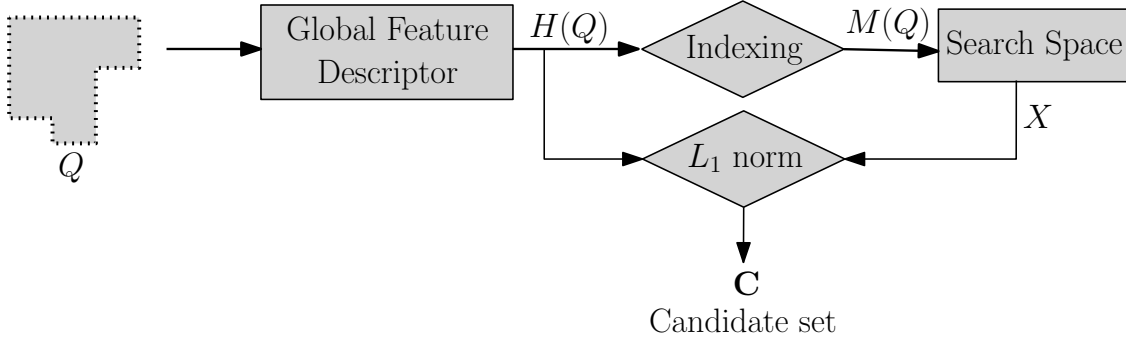 Q
Global Feature
Descriptor
H(Q)
Indexing
M(Q)
Search Space
X
L₁ norm
C
Candidate set